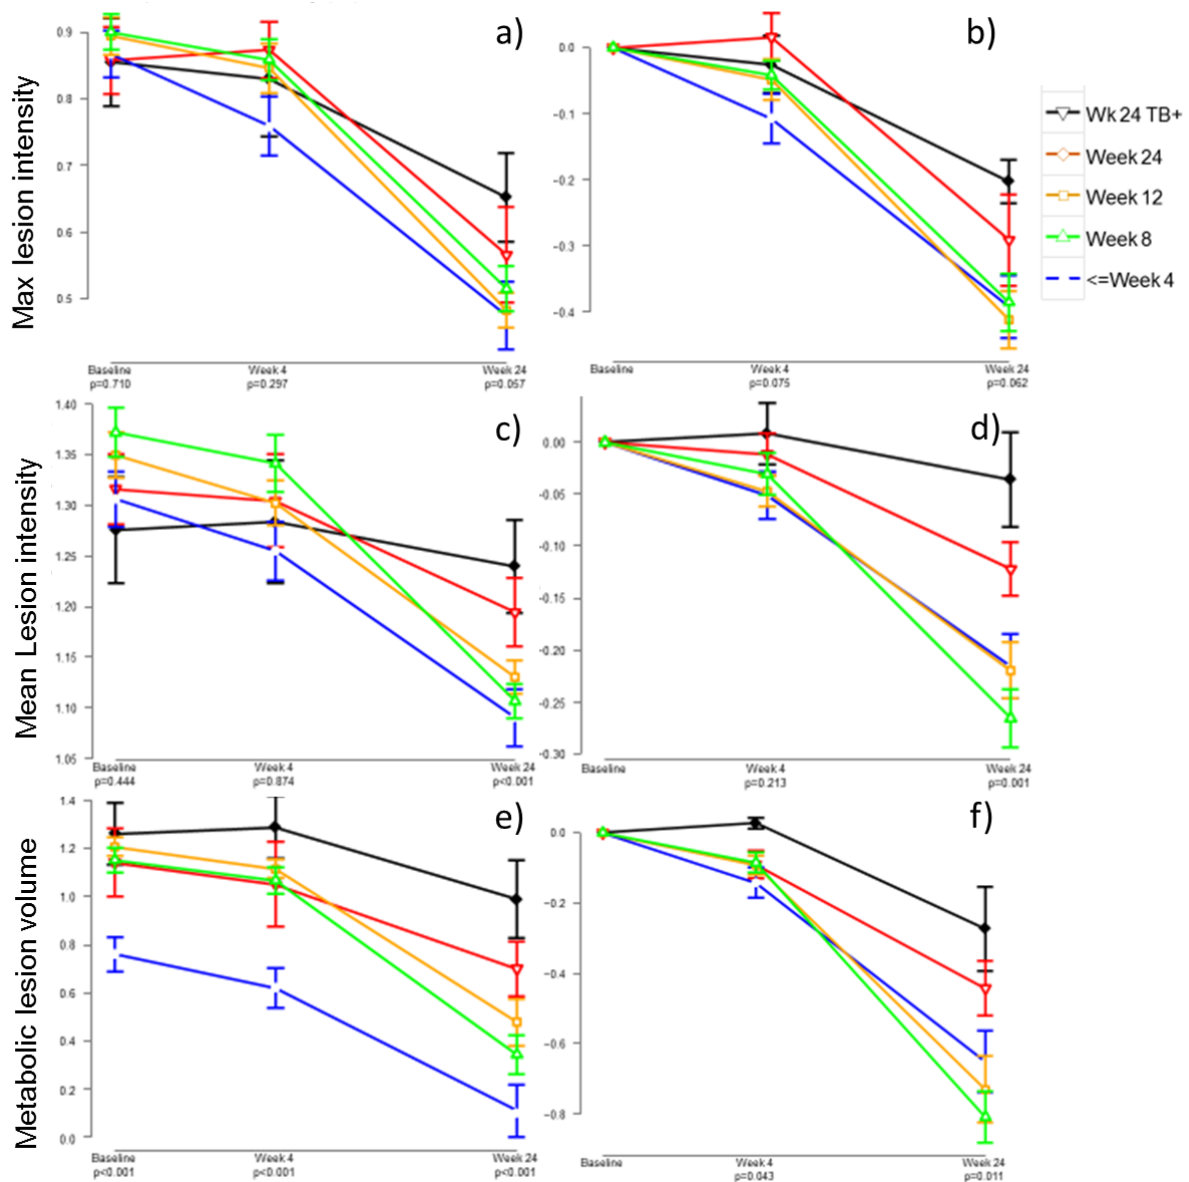 a)
Max lesion intensity
0.9
0.8
0.7
0.6
0.5
Baseline
p=0.710
Week 4
p=0.297
Week 24
p=0.057
b)
0.0
−0.1
−0.2
−0.3
−0.4
Baseline
Week 4
p=0.075
Week 24
p=0.062
Wk 24 TB+
Week 24
Week 12
Week 8
<=Week 4
c)
Mean Lesion intensity
1.40
1.35
1.30
1.25
1.20
1.15
1.10
1.05
Baseline
p=0.444
Week 4
p=0.874
Week 24
p<0.001
d)
0.00
-0.05
-0.10
-0.15
-0.20
-0.25
-0.30
Baseline
Week 4
p=0.213
Week 24
p=0.001
e)
Metabolic lesion volume
1.4
1.2
1.0
0.8
0.6
0.4
0.2
0.0
Baseline
p<0.001
Week 4
p<0.001
Week 24
p<0.001
f)
0.0
−0.2
−0.4
−0.6
−0.8
Baseline
Week 4
p=0.043
Week 24
p=0.011